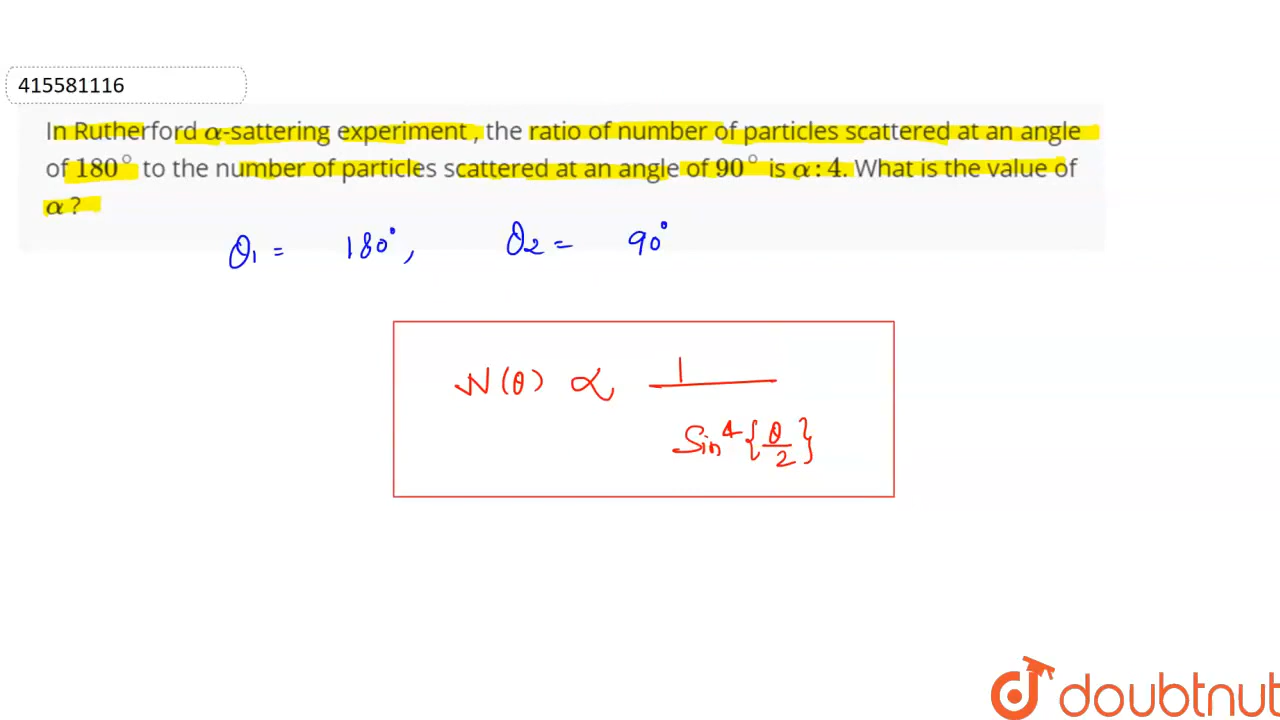 415581116
In Rutherford α-sattering experiment , the ratio of number of particles scattered at an angle
of 180° to the number of particles scattered at an angle of 90° is α : 4. What is the value of
α ?
θ1 = 180°, θ2 = 90°
N(θ) ∝ 1
sin⁴{θ/2}
doubtnut